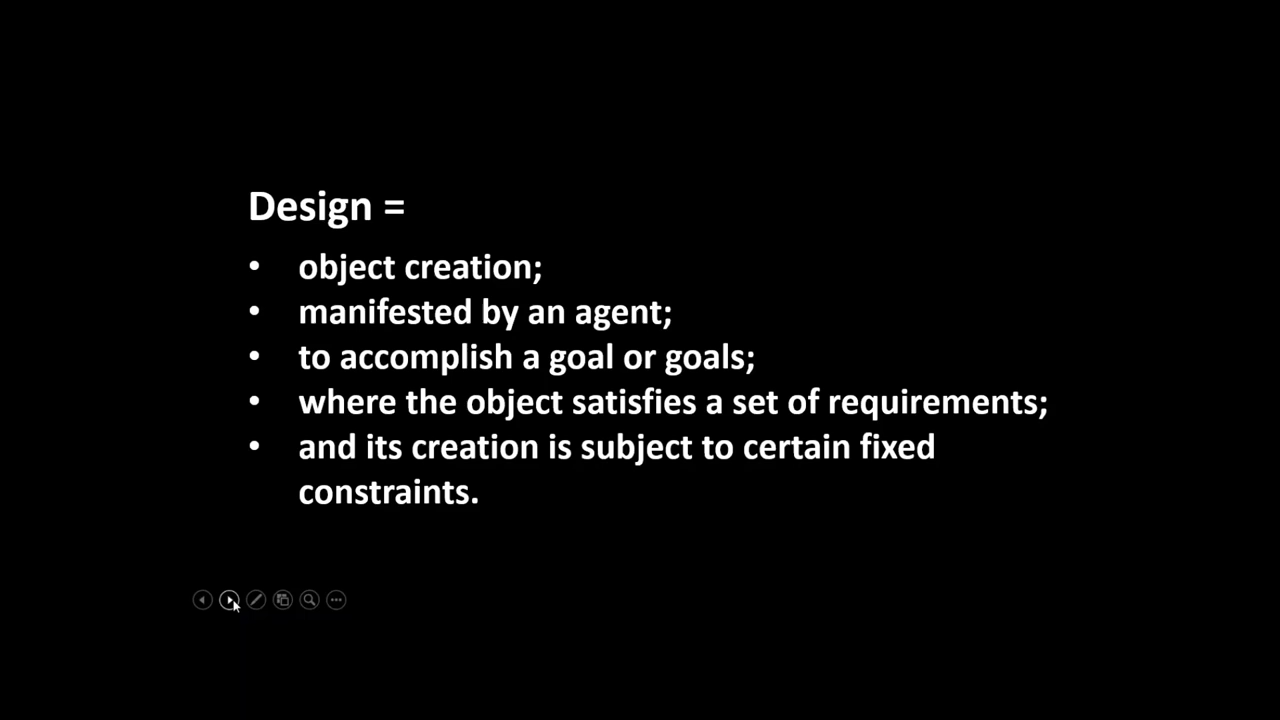 Design =
• object creation;
• manifested by an agent;
• to accomplish a goal or goals;
• where the object satisfies a set of requirements;
• and its creation is subject to certain fixed
constraints.